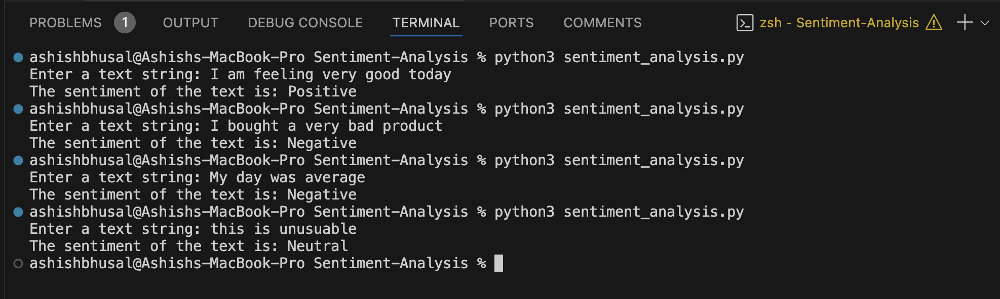 PROBLEMS 1 OUTPUT DEBUG CONSOLE TERMINAL PORTS COMMENTS zsh - Sentiment-Analysis
ashishbhusal@Ashishs-MacBook-Pro Sentiment-Analysis % python3 sentiment_analysis.py
Enter a text string: I am feeling very good today
The sentiment of the text is: Positive
ashishbhusal@Ashishs-MacBook-Pro Sentiment-Analysis % python3 sentiment_analysis.py
Enter a text string: I bought a very bad product
The sentiment of the text is: Negative
ashishbhusal@Ashishs-MacBook-Pro Sentiment-Analysis % python3 sentiment_analysis.py
Enter a text string: My day was average
The sentiment of the text is: Negative
ashishbhusal@Ashishs-MacBook-Pro Sentiment-Analysis % python3 sentiment_analysis.py
Enter a text string: this is unusuable
The sentiment of the text is: Neutral
ashishbhusal@Ashishs-MacBook-Pro Sentiment-Analysis %